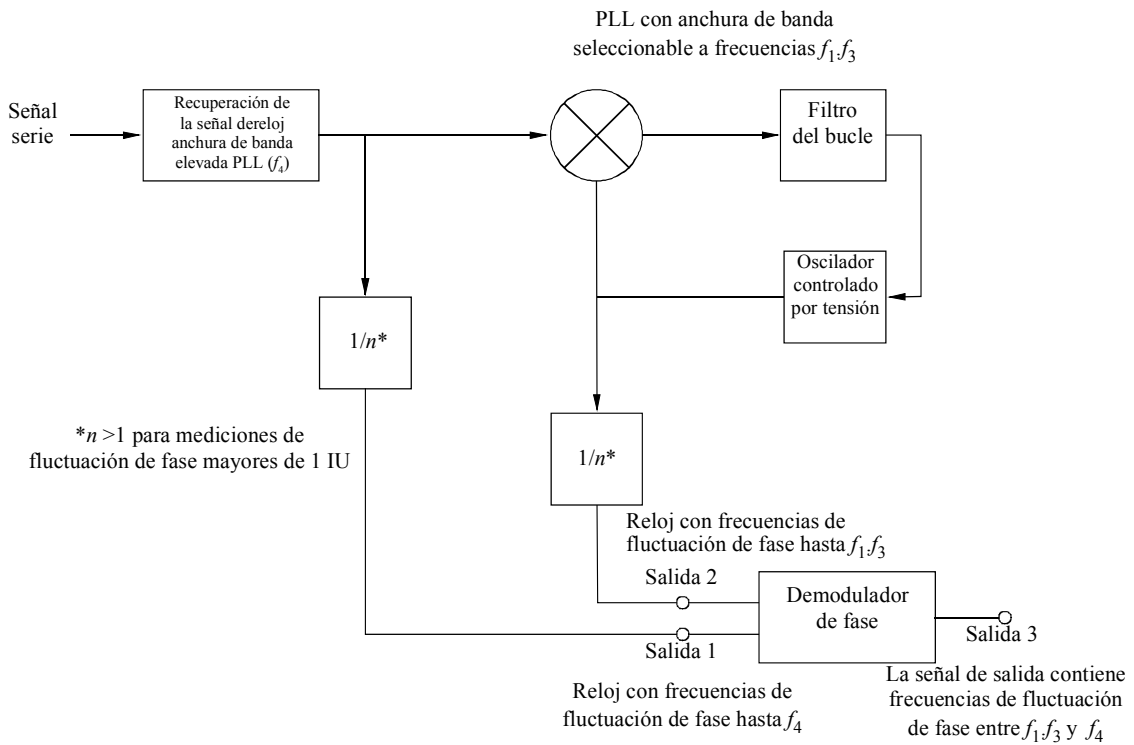 PLL con anchura de banda
seleccionable a frecuencias f1.f3
Señal
serie
Recuperación de
la señal dereloj
anchura de banda
elevada PLL (f4)
Filtro
del bucle
Oscilador
controlado
por tensión
1/n*
*n >1 para mediciones de
fluctuación de fase mayores de 1 IU
1/n*
Reloj con frecuencias de
fluctuación de fase hasta f1.f3
Salida 2
Demodulador
de fase
Salida 1
Salida 3
Reloj con frecuencias de
fluctuación de fase hasta f4
La señal de salida contiene
frecuencias de fluctuación
de fase entre f1.f3 y f4